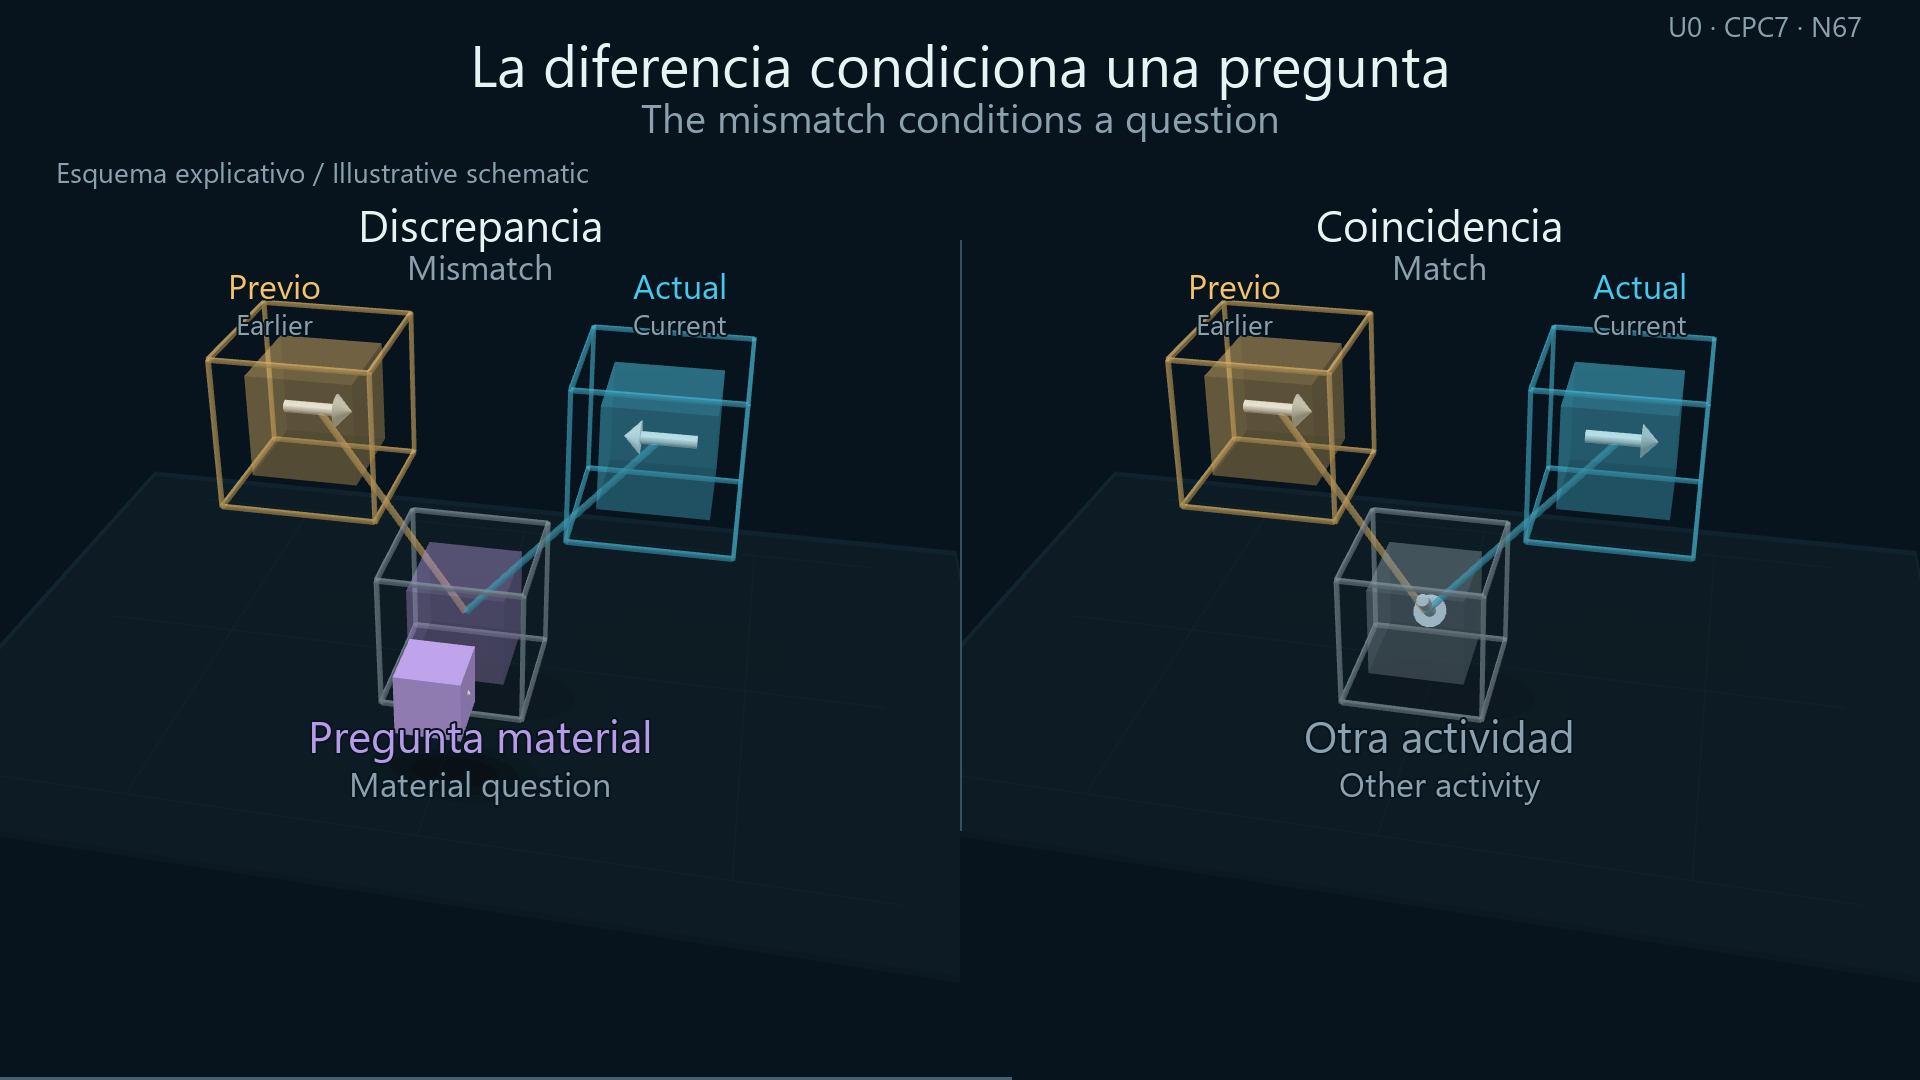 U0 · CPC7 · N67
La diferencia condiciona una pregunta
The mismatch conditions a question
Esquema explicativo / Illustrative schematic
Discrepancia
Mismatch
Previo
Earlier
Actual
Current
Pregunta material
Material question
Coincidencia
Match
Previo
Earlier
Actual
Current
Otra actividad
Other activity